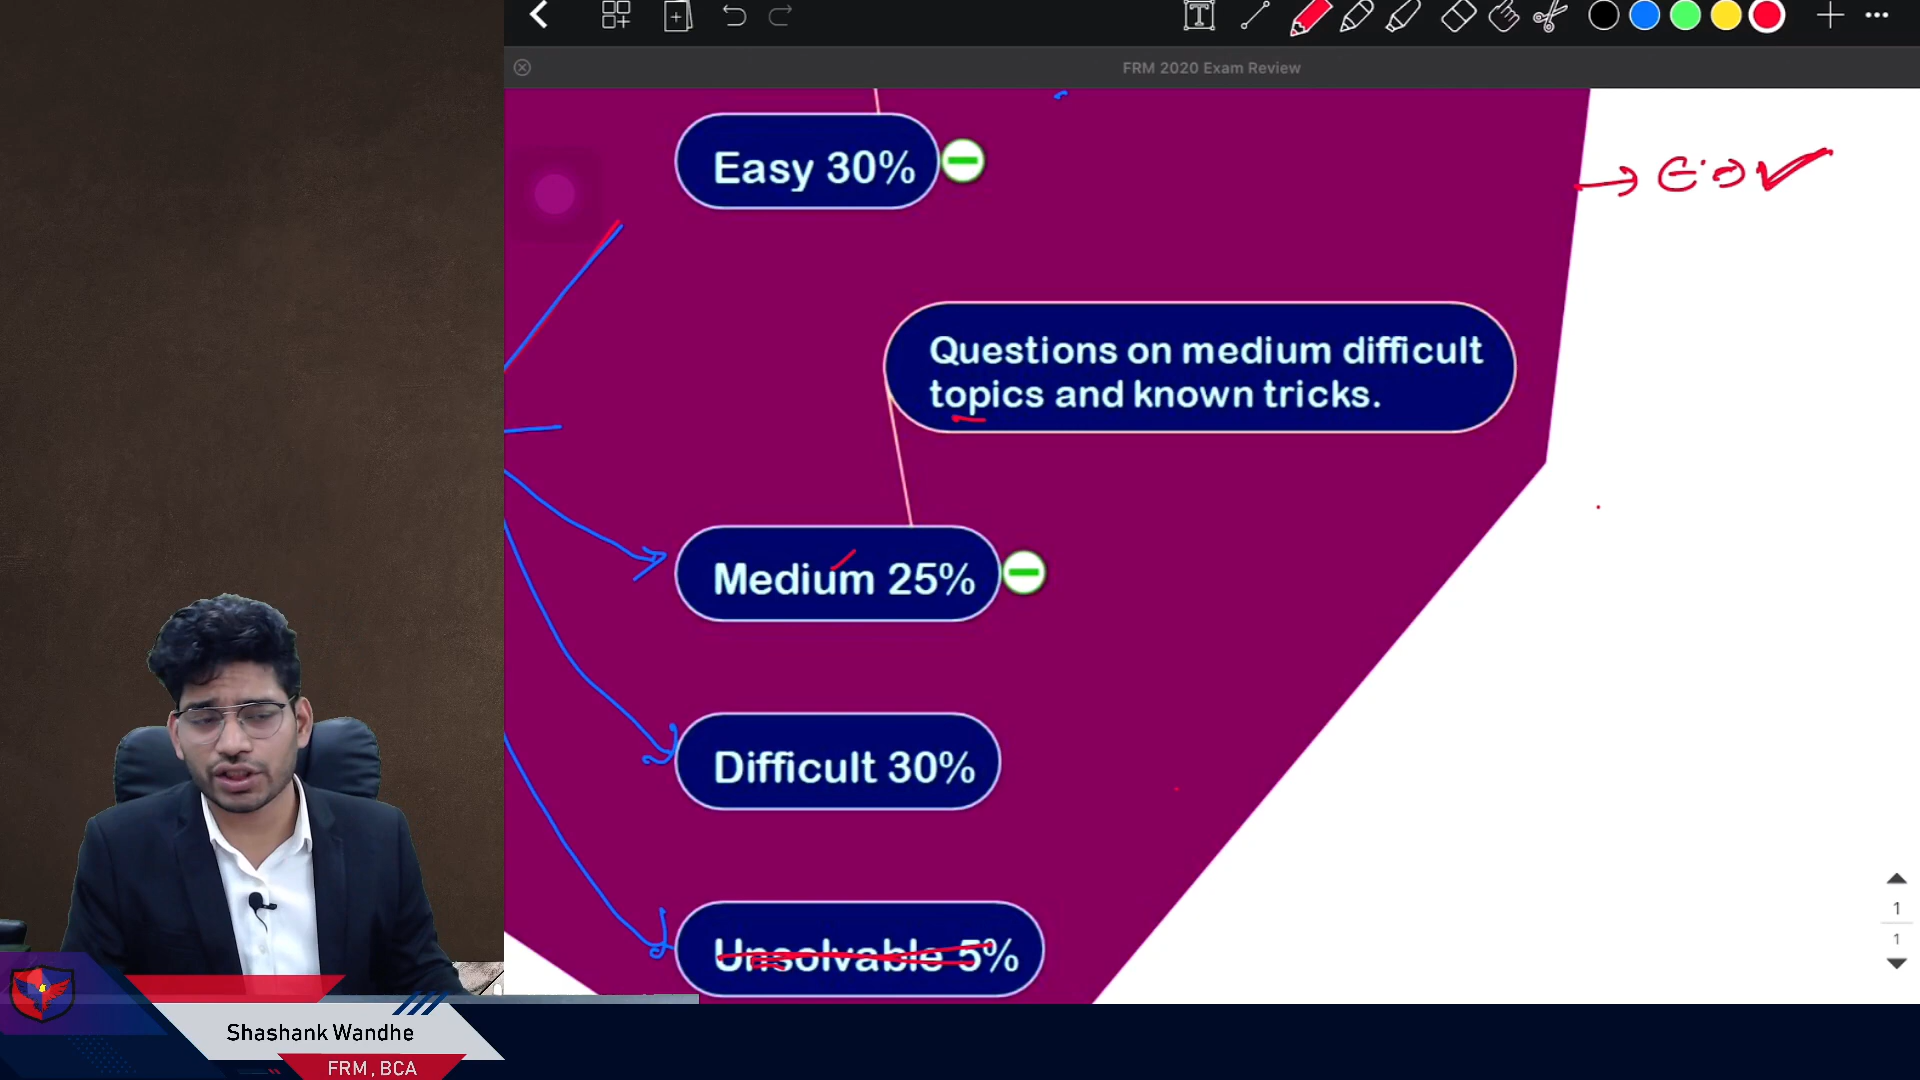 FRM 2020 Exam Review
Easy 30%
Questions on medium difficult
topics and known tricks.
Medium 25%
Difficult 30%
Unsolvable 5%
1
1
Shashank Wandhe
FRM, BCA